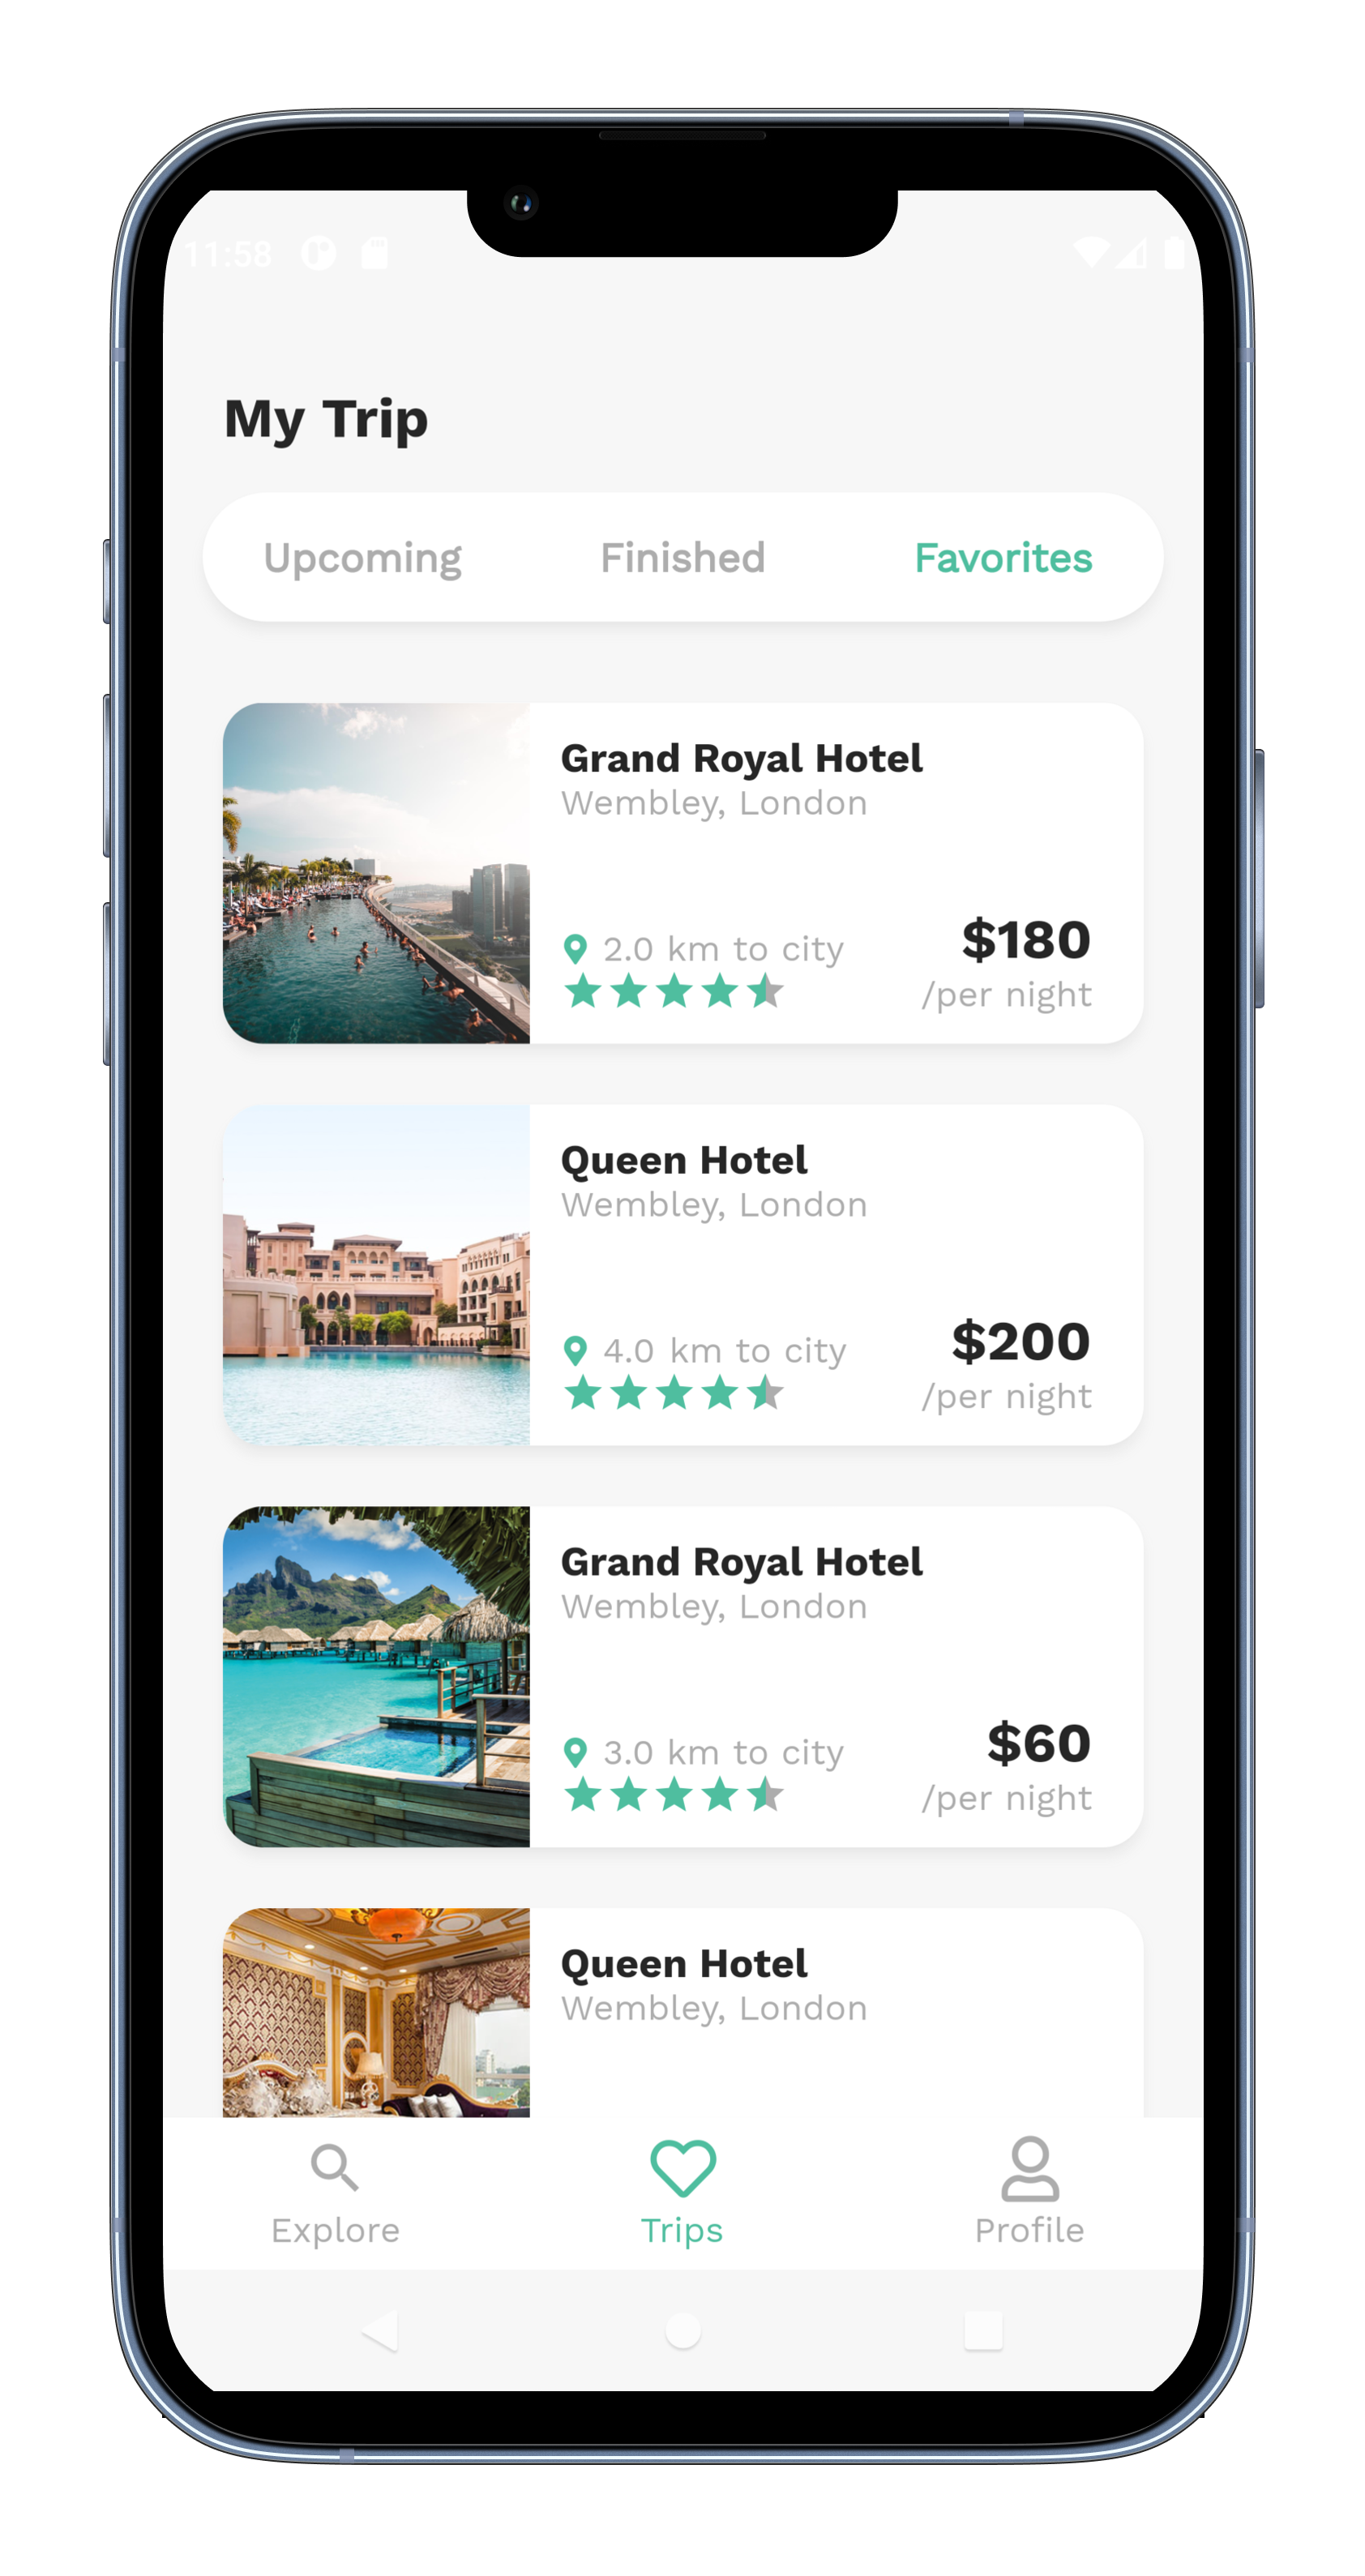 11:58
My Trip
Upcoming Finished Favorites
Grand Royal Hotel
Wembley, London
2.0 km to city
$180
/per night
Queen Hotel
Wembley, London
4.0 km to city
$200
/per night
Grand Royal Hotel
Wembley, London
3.0 km to city
$60
/per night
Queen Hotel
Wembley, London
Explore Trips Profile